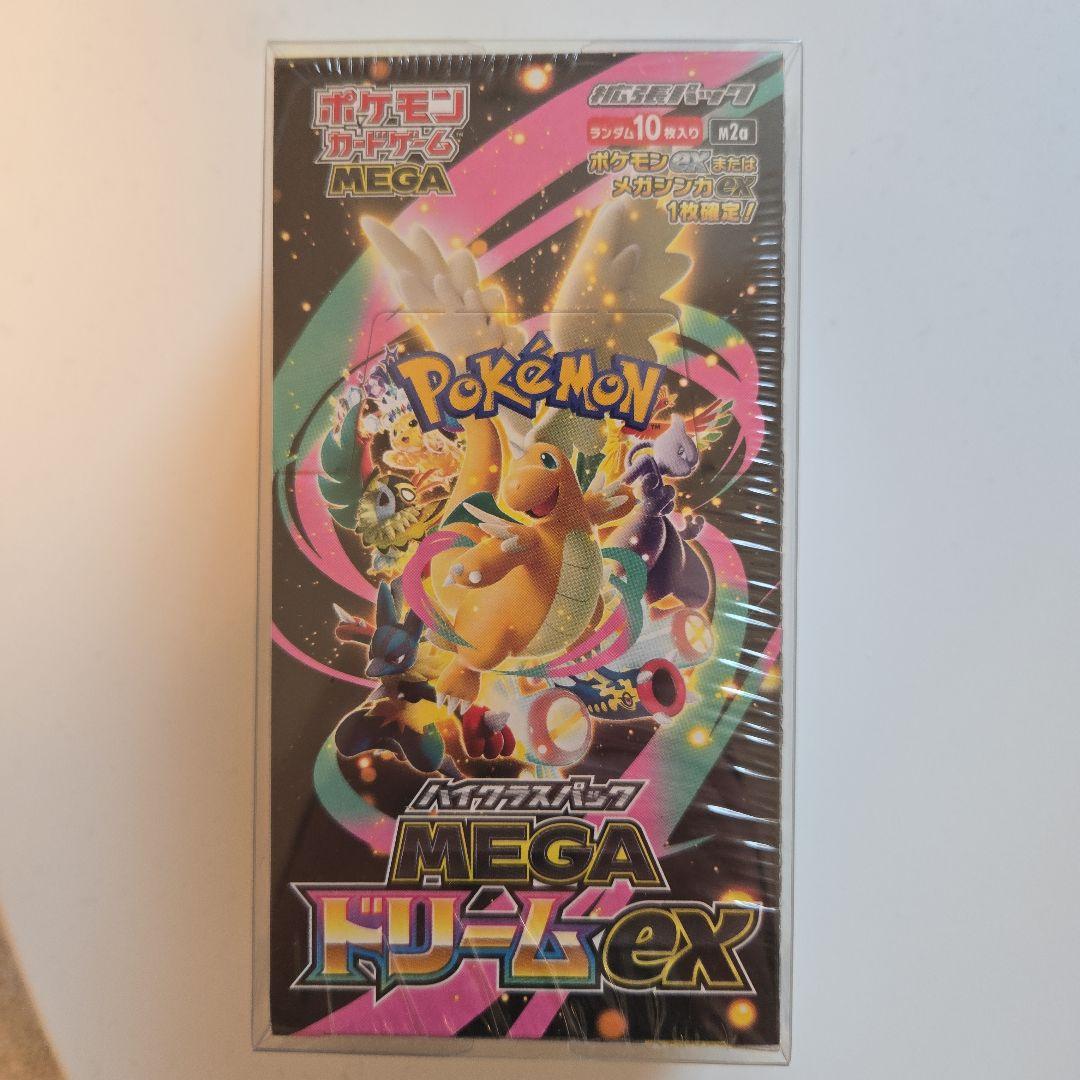 ポケモン
カードゲーム™
MEGA
拡張パック
ランダム10枚入り M2a
ポケモンexまたは
メガシンカex
1枚確定!
POKéMON™
ハイクラスパック
MEGA
ドリームex